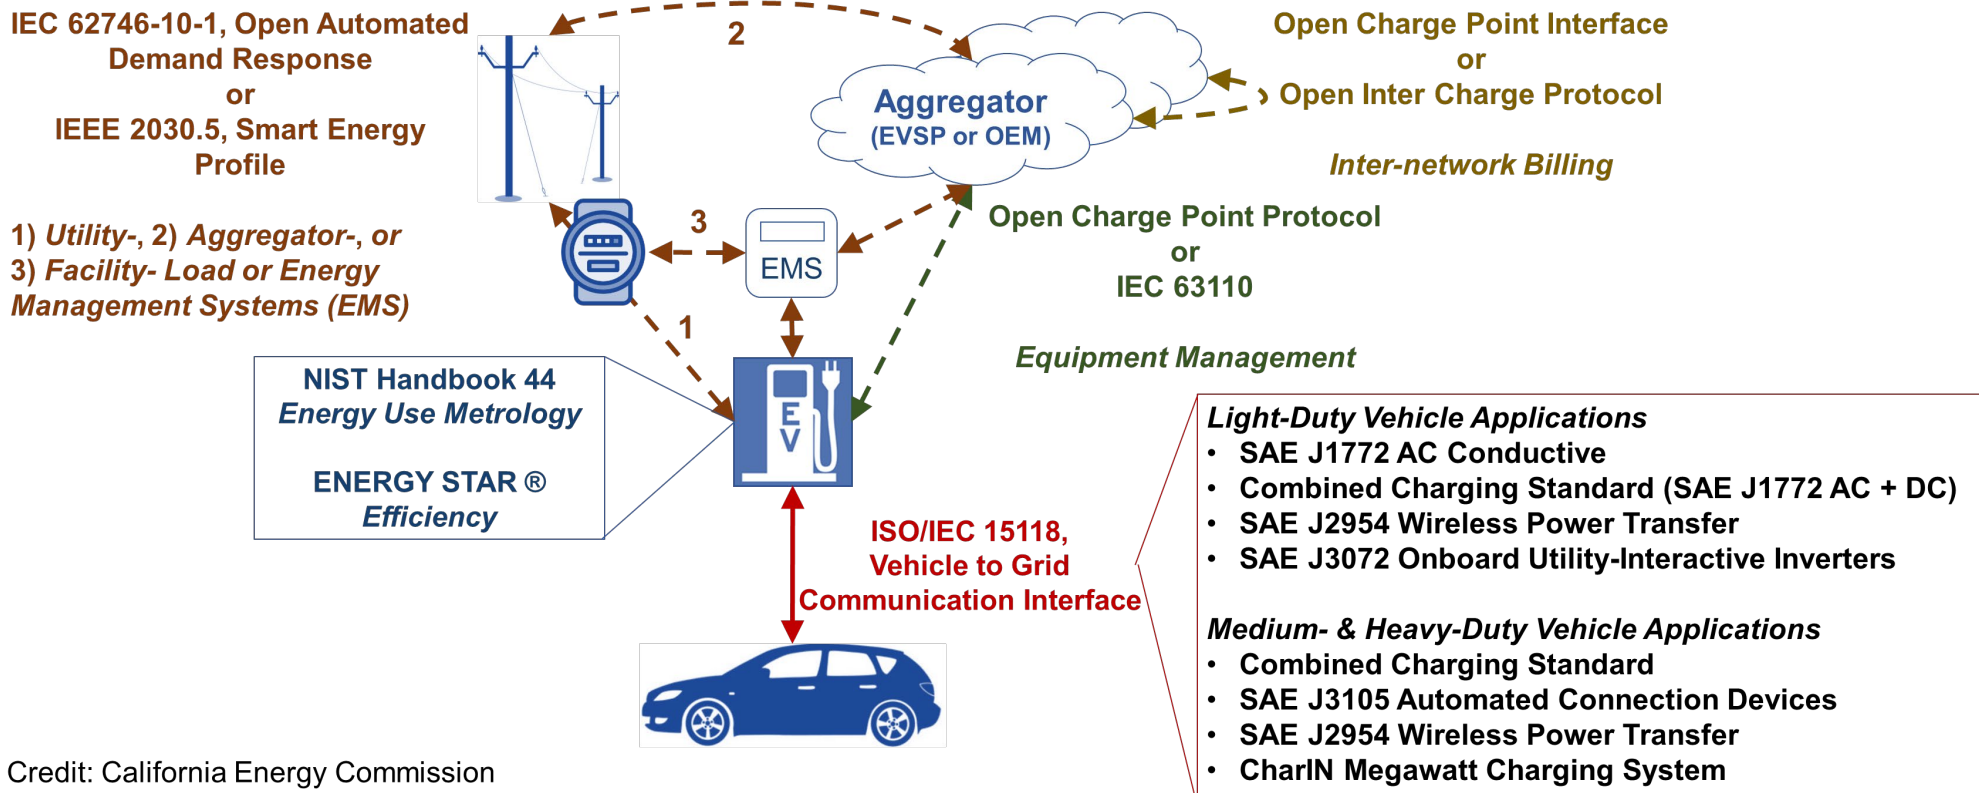 IEC 62746-10-1, Open Automated
Demand Response
or
IEEE 2030.5, Smart Energy
Profile
1) Utility-, 2) Aggregator-, or
3) Facility- Load or Energy
Management Systems (EMS)
2
Aggregator
(EVSP or OEM)
Open Charge Point Interface
or
Open Inter Charge Protocol
Inter-network Billing
3
EMS
1
Open Charge Point Protocol
or
IEC 63110
Equipment Management
NIST Handbook 44
Energy Use Metrology
ENERGY STAR ®
Efficiency
E
V
ISO/IEC 15118,
Vehicle to Grid
Communication Interface
Light-Duty Vehicle Applications
• SAE J1772 AC Conductive
• Combined Charging Standard (SAE J1772 AC + DC)
• SAE J2954 Wireless Power Transfer
• SAE J3072 Onboard Utility-Interactive Inverters
Medium- & Heavy-Duty Vehicle Applications
• Combined Charging Standard
• SAE J3105 Automated Connection Devices
• SAE J2954 Wireless Power Transfer
• CharIN Megawatt Charging System
Credit: California Energy Commission